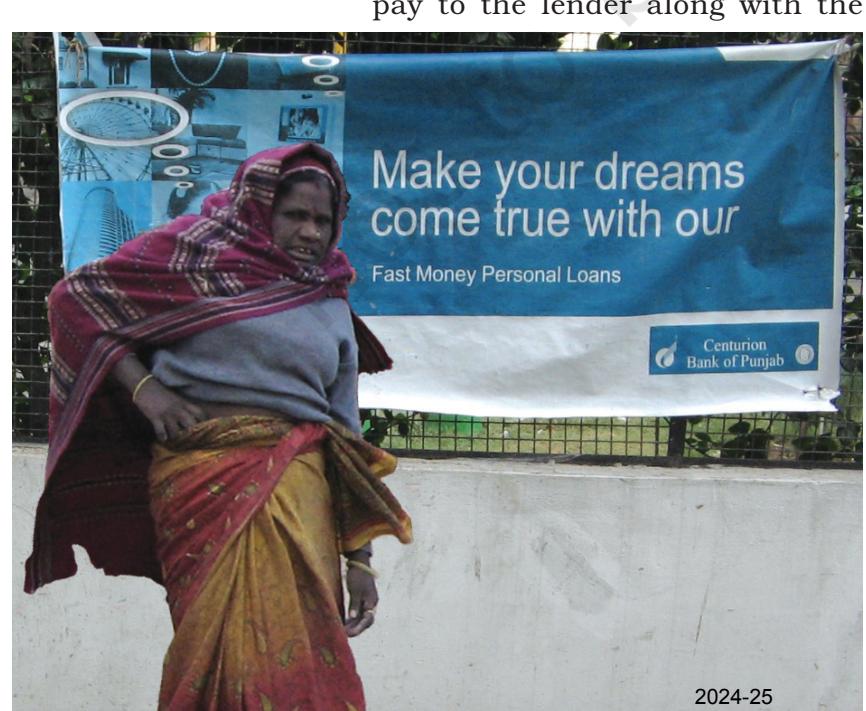 pay to the lender along with the
Make your dreams
come true with our
Fast Money Personal Loans
Centurion
Bank of Punjab
2024-25